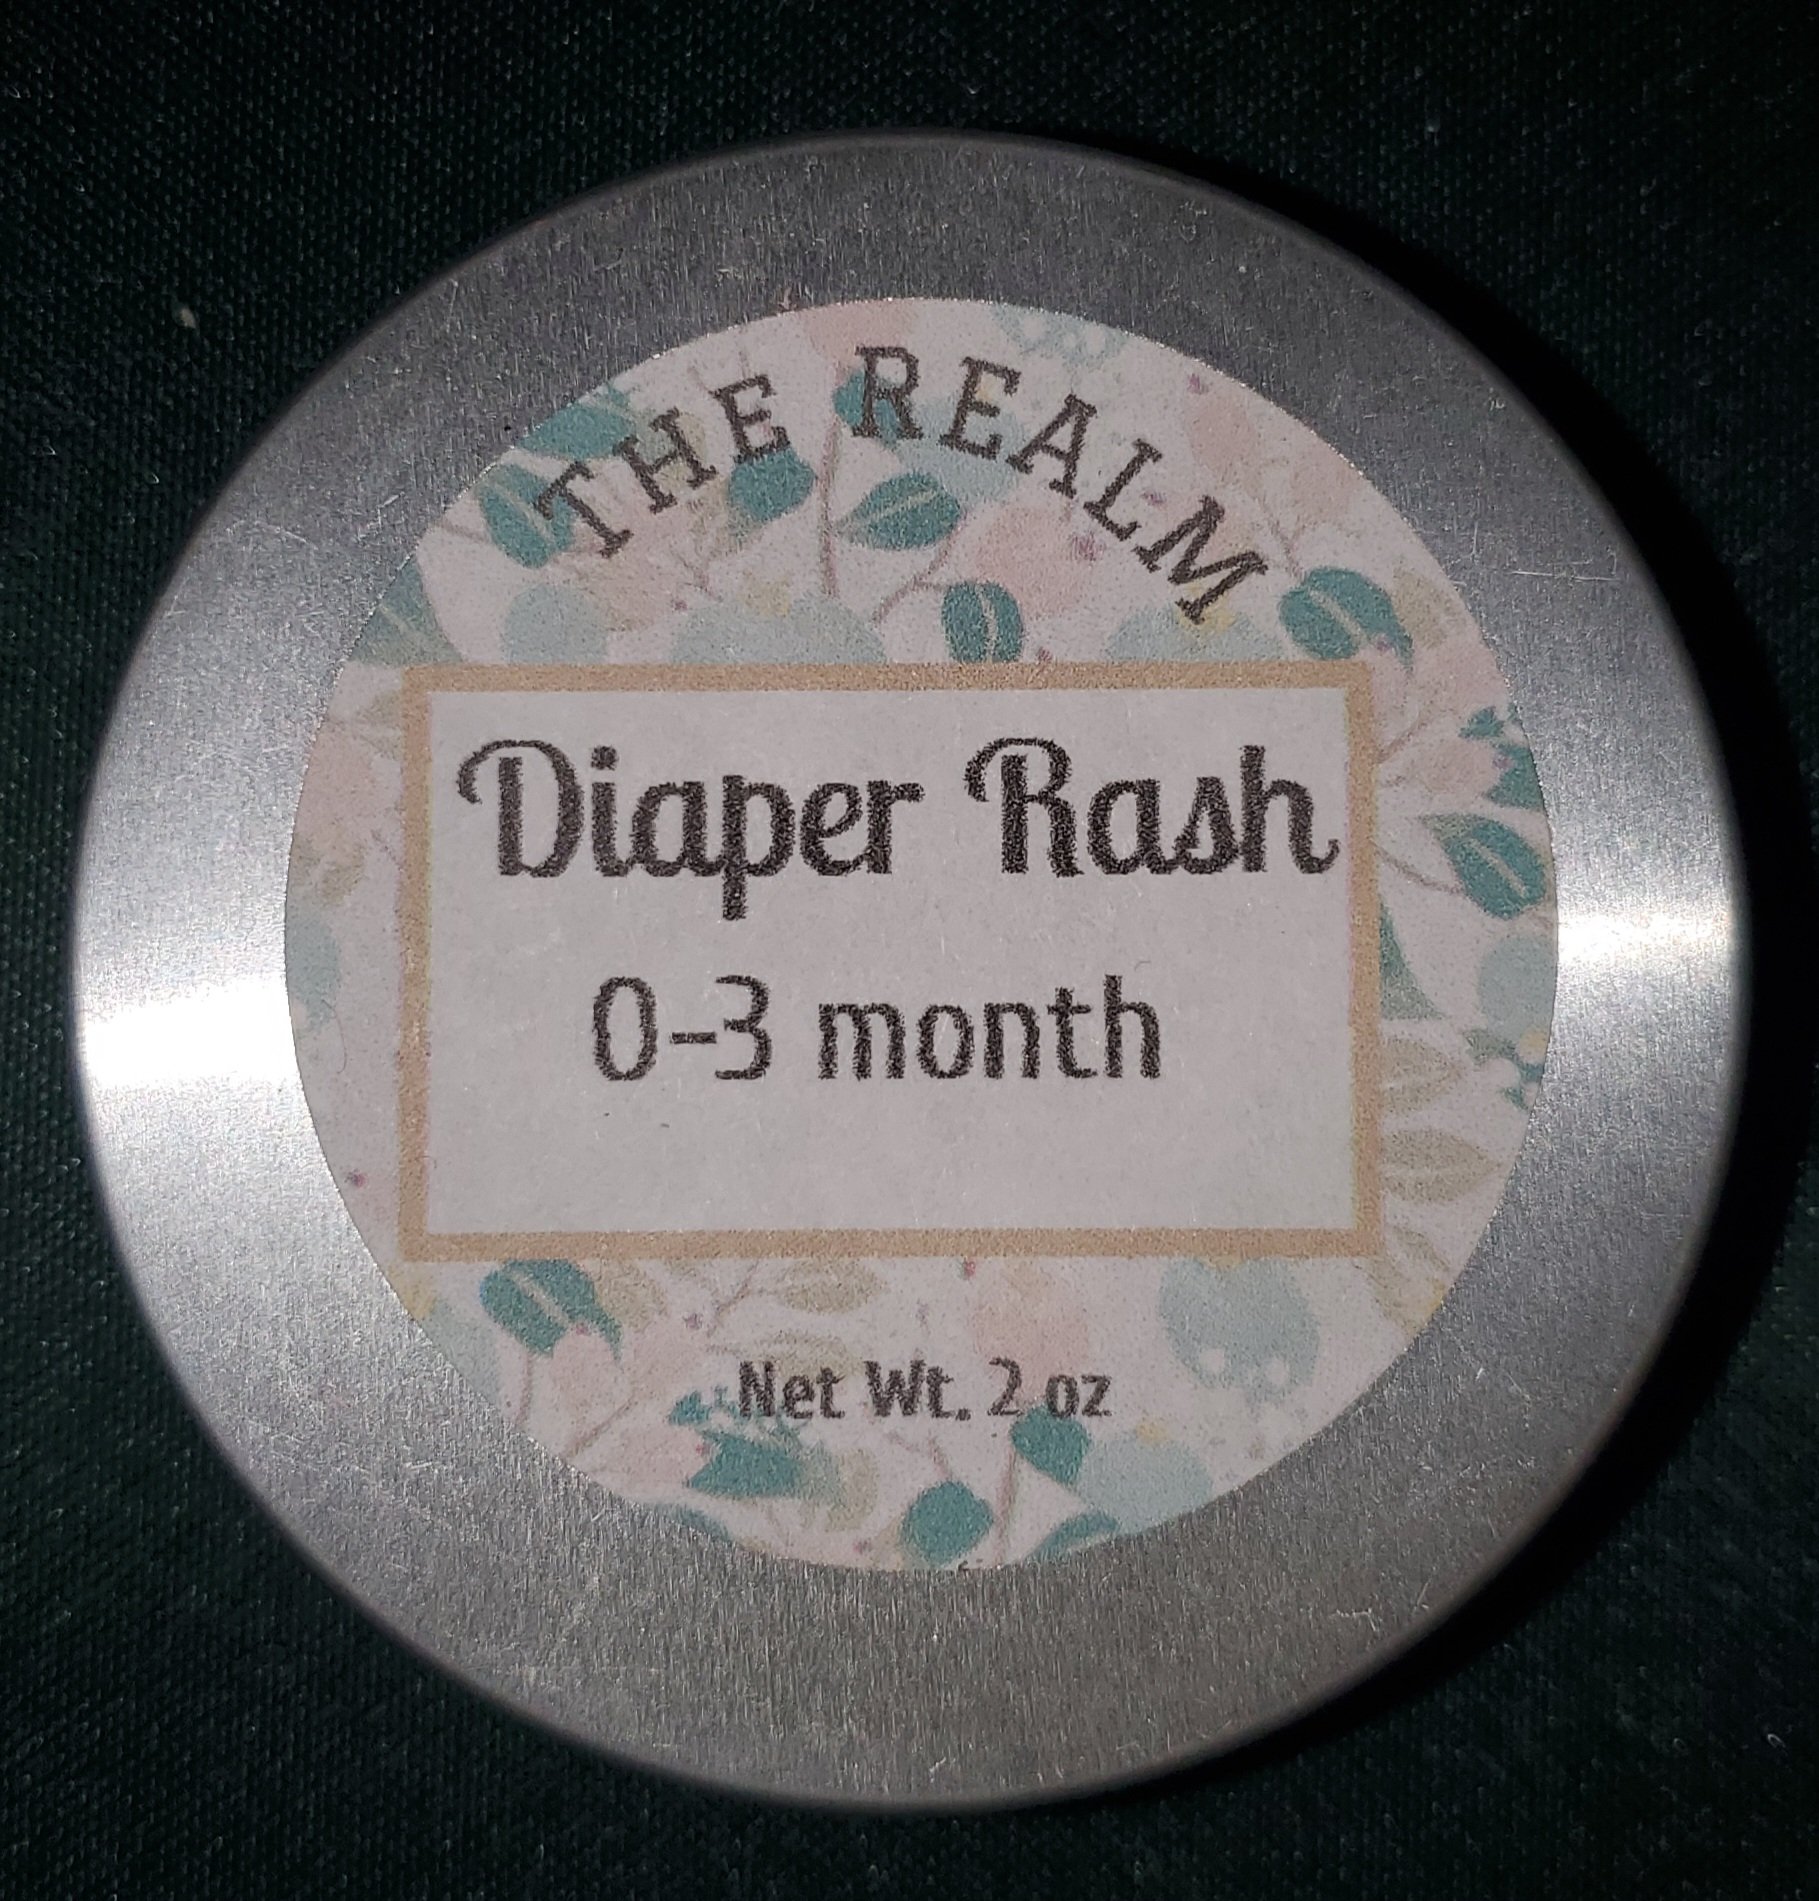 THE REALM
Diaper Rash
0-3 month
Net Wt. 2 oz